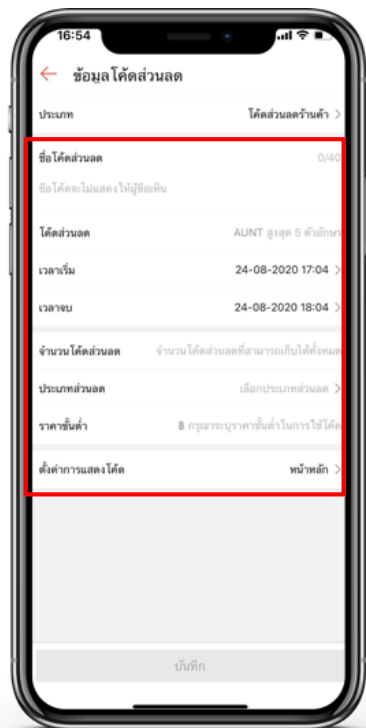 16:54
ข้อมูลโค้ดส่วนลด
ประเภท โค้ดส่วนลดร้านค้า >
ชื่อโค้ดส่วนลด 0/40
ชื่อโค้ดจะไม่แสดงให้ผู้ซื้อเห็น
โค้ดส่วนลด AUNT สูงสุด 5 ตัวอักษร
เวลาเริ่ม 24-08-2020 17:04 >
เวลาจบ 24-08-2020 18:04 >
จำนวนโค้ดส่วนลด จำนวนโค้ดส่วนลดที่สามารถเก็บได้ทั้งหมด
ประเภทส่วนลด เลือกประเภทส่วนลด >
ราคาขั้นต่ำ ฿ กรุณาระบุราคาขั้นต่ำในการใช้โค้ด
ตั้งค่าการแสดงโค้ด หน้าหลัก >
บันทึก